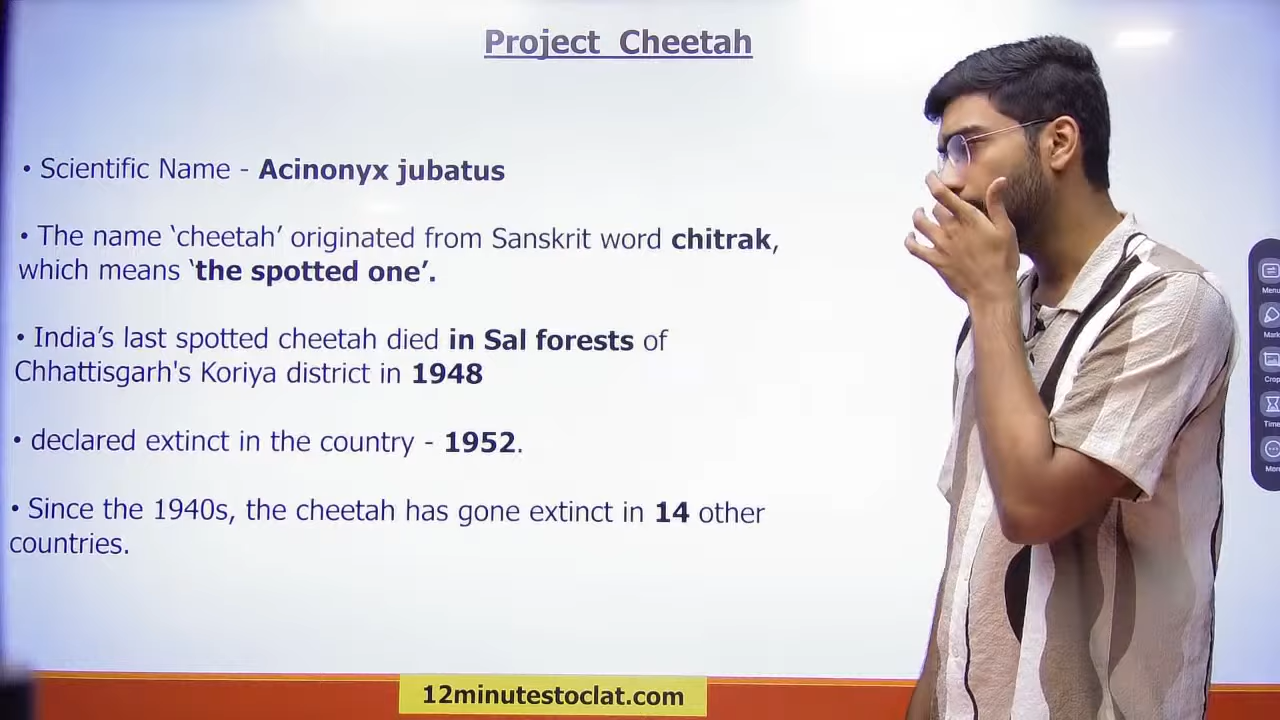 Project Cheetah
• Scientific Name - Acinonyx jubatus
• The name ‘cheetah’ originated from Sanskrit word chitrak,
which means ‘the spotted one’.
• India’s last spotted cheetah died in Sal forests of
Chhattisgarh's Koriya district in 1948
• declared extinct in the country - 1952.
• Since the 1940s, the cheetah has gone extinct in 14 other
countries.
12minutestoclat.com
Menu
Crop